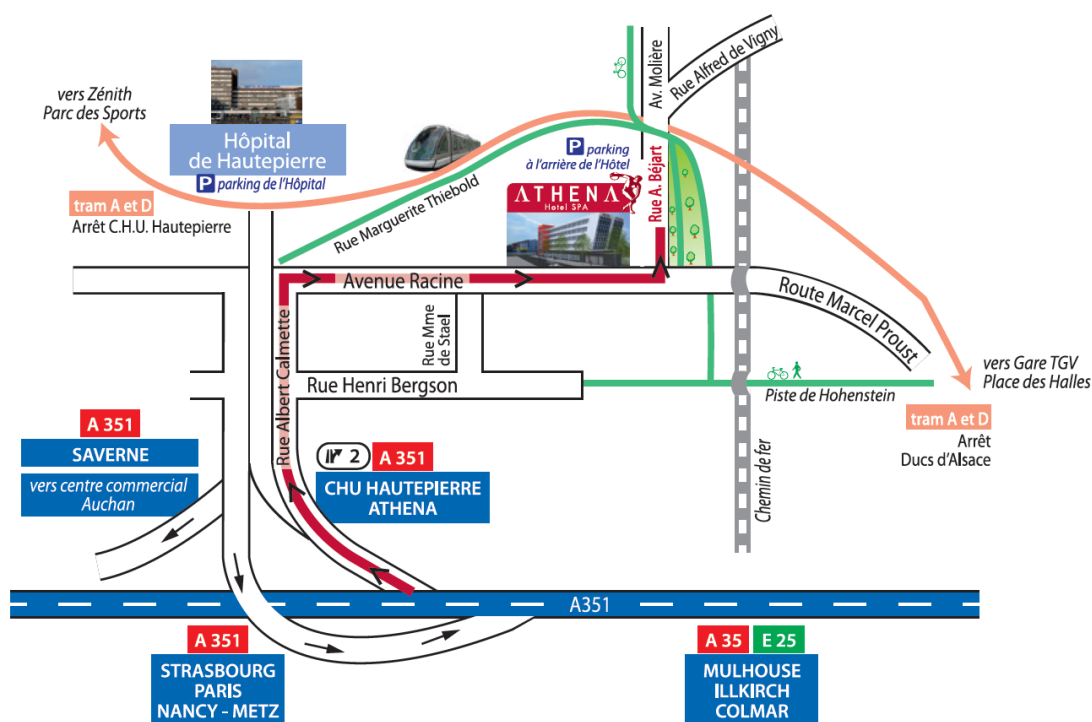 vers Zénith
Parc des Sports
Hôpital
de Hautepierre
P parking de l'Hôpital
tram A et D
Arrêt C.H.U. Hautepierre
Rue Marguerite Thiebold
P parking
à l'arrière de l'Hôtel
ATHENA
Hotel SPA
Rue A. Béjart
Av. Molière
Rue Alfred de Vigny
Avenue Racine
Route Marcel Proust
Rue Mme
de Stael
Rue Albert Calmette
Rue Henri Bergson
Piste de Hohenstein
vers Gare TGV
Place des Halles
tram A et D
Arrêt
Ducs d'Alsace
Chemin de fer
A 351
SAVERNE
vers centre commercial
Auchan
2 A 351
CHU HAUTEPIERRE
ATHENA
A351
A 351
STRASBOURG
PARIS
NANCY - METZ
A 35 E 25
MULHOUSE
ILLKIRCH
COLMAR